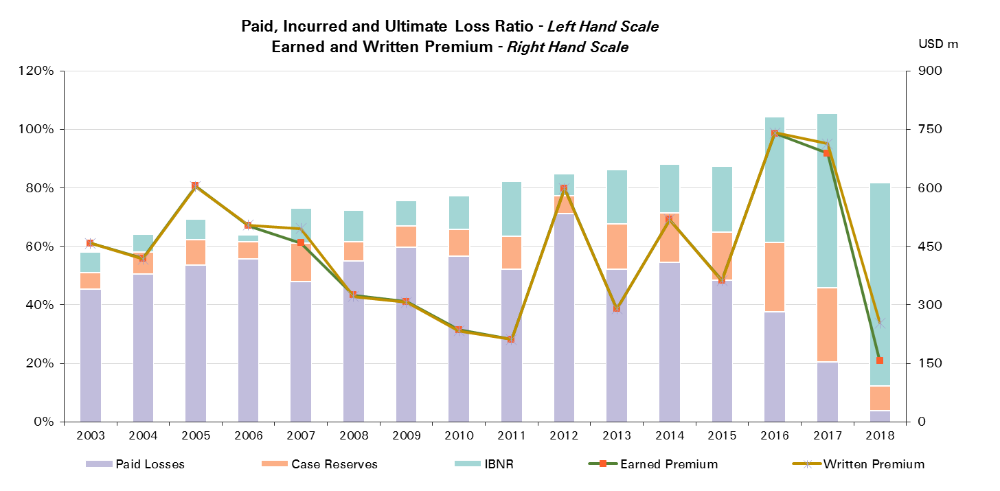 Paid, Incurred and Ultimate Loss Ratio - Left Hand Scale
Earned and Written Premium - Right Hand Scale
USD m
120% 900
100% 750
80% 600
60% 450
40% 300
20% 150
0% 0
2003 2004 2005 2006 2007 2008 2009 2010 2011 2012 2013 2014 2015 2016 2017 2018
Paid Losses Case Reserves IBNR Earned Premium Written Premium